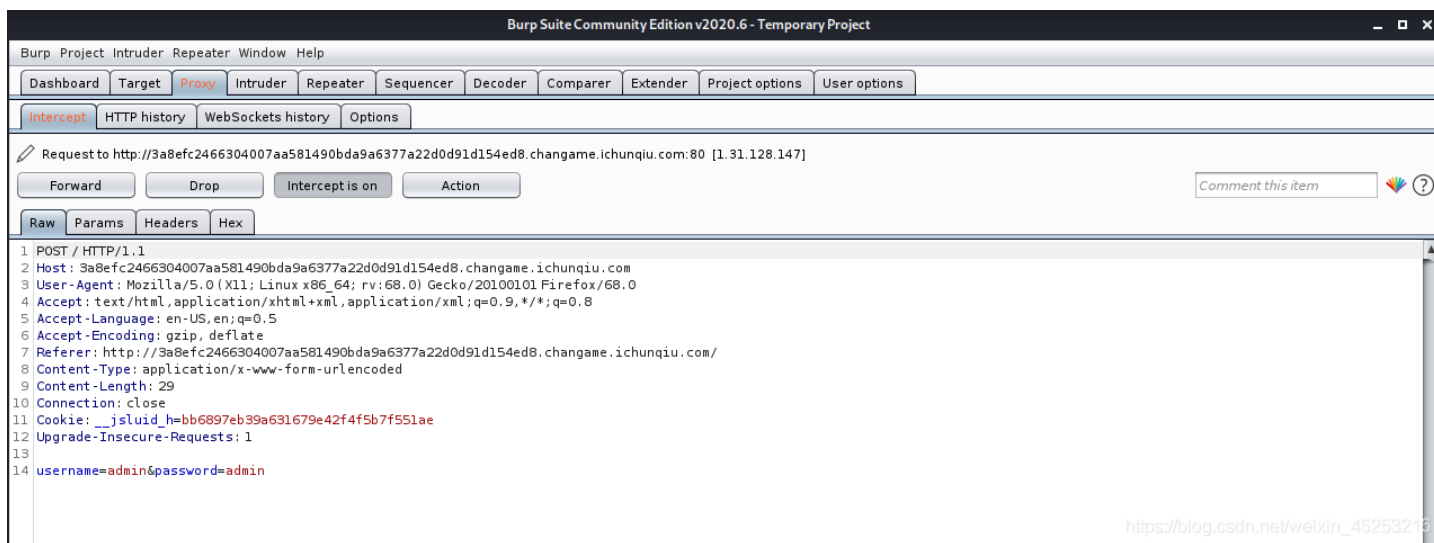 Burp Suite Community Edition v2020.6 - Temporary Project
Burp Project Intruder Repeater Window Help
Dashboard Target Proxy Intruder Repeater Sequencer Decoder Comparer Extender Project options User options
Intercept HTTP history WebSockets history Options
Request to http://3a8efc2466304007aa581490bda9a6377a22d0d91d154ed8.changame.ichunqiu.com:80 [1.31.128.147]
Forward Drop Intercept is on Action Comment this item ?
Raw Params Headers Hex
1 POST / HTTP/1.1
2 Host: 3a8efc2466304007aa581490bda9a6377a22d0d91d154ed8.changame.ichunqiu.com
3 User-Agent: Mozilla/5.0 (X11; Linux x86_64; rv:68.0) Gecko/20100101 Firefox/68.0
4 Accept: text/html,application/xhtml+xml,application/xml;q=0.9,*/*;q=0.8
5 Accept-Language: en-US,en;q=0.5
6 Accept-Encoding: gzip, deflate
7 Referer: http://3a8efc2466304007aa581490bda9a6377a22d0d91d154ed8.changame.ichunqiu.com/
8 Content-Type: application/x-www-form-urlencoded
9 Content-Length: 29
10 Connection: close
11 Cookie: __jsluid_h=bb6897eb39a631679e42f4f5b7f551ae
12 Upgrade-Insecure-Requests: 1
13
14 username=admin&password=admin
https://blog.csdn.net/weixin_45253216